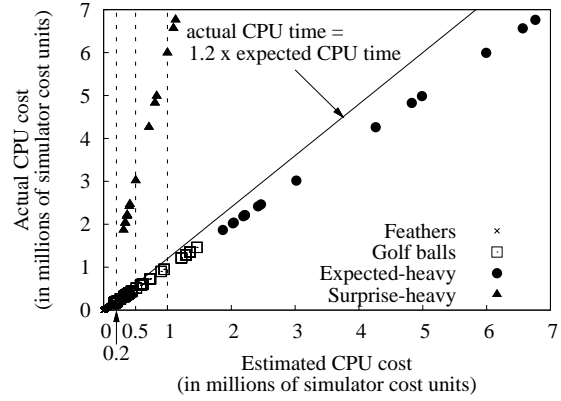 7
6
5
4
3
2
1
0
Actual CPU cost
(in millions of simulator cost units)
actual CPU time =
1.2 x expected CPU time
Feathers
Golf balls
Expected-heavy
Surprise-heavy
0 0.5 1 2 3 4 5 6 7
0.2
Estimated CPU cost
(in millions of simulator cost units)